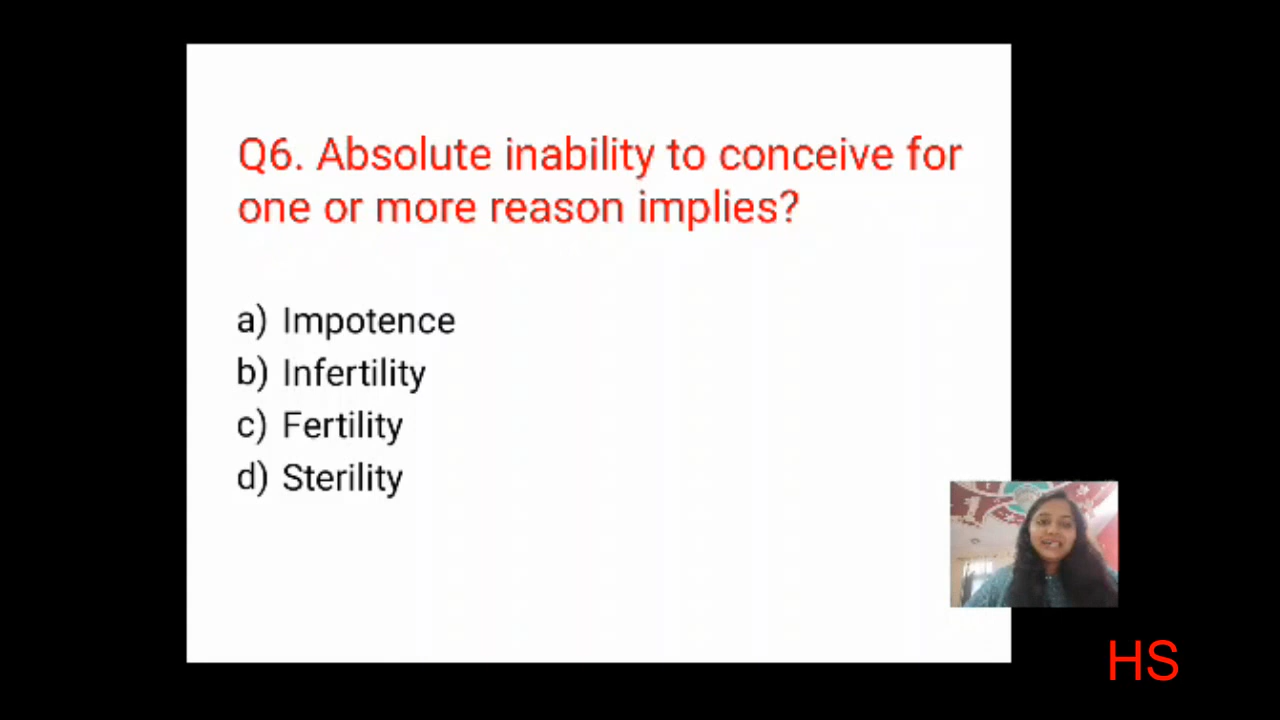 Q6. Absolute inability to conceive for
one or more reason implies?
a) Impotence
b) Infertility
c) Fertility
d) Sterility
HS